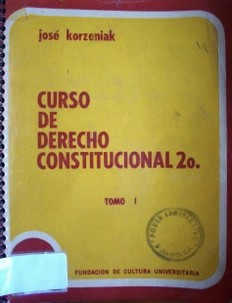 josé korzeniak
CURSO
DE
DERECHO
CONSTITUCIONAL 2o.
TOMO I
FUNDACION DE CULTURA UNIVERSITARIA